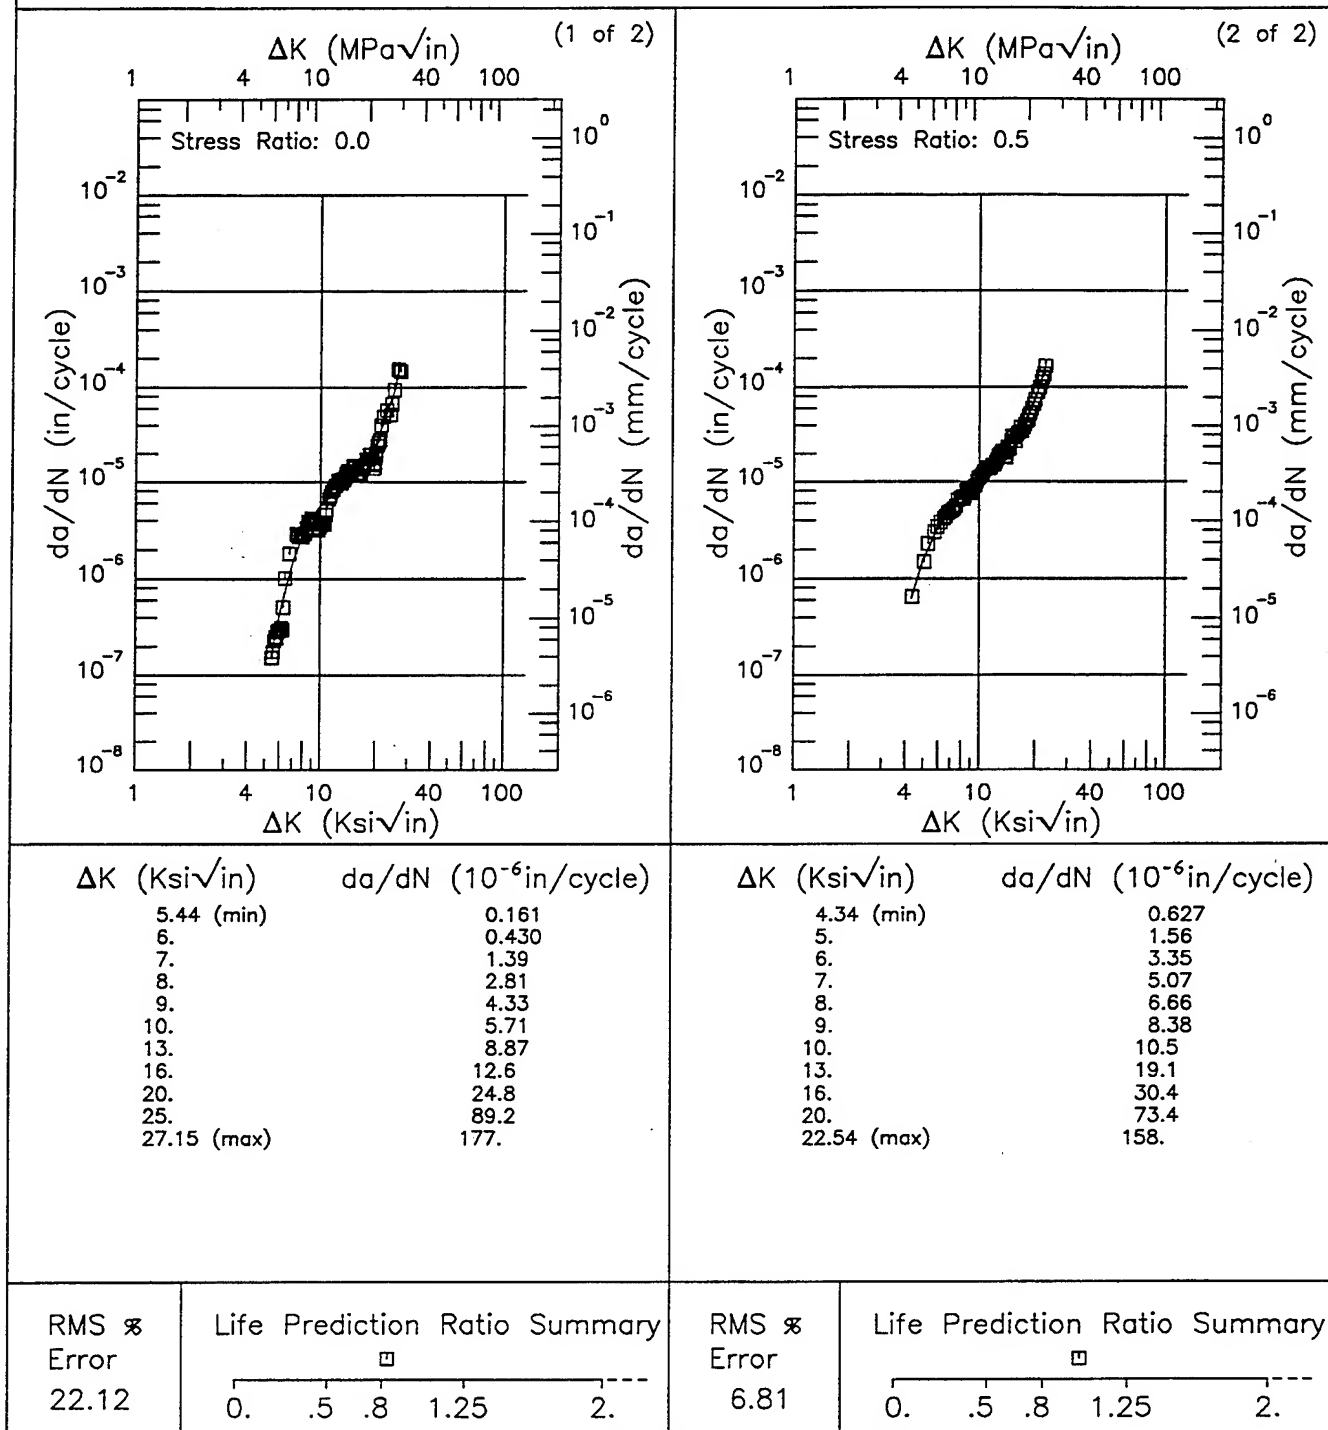 (1 of 2)
ΔK (MPa√in)
1 4 10 40 100
Stress Ratio: 0.0
da/dN (in/cycle)
10⁻²
10⁻³
10⁻⁴
10⁻⁵
10⁻⁶
10⁻⁷
10⁻⁸
da/dN (mm/cycle)
10⁰
10⁻¹
10⁻²
10⁻³
10⁻⁴
10⁻⁵
10⁻⁶
1 4 10 40 100
ΔK (Ksi√in)
(2 of 2)
ΔK (MPa√in)
1 4 10 40 100
Stress Ratio: 0.5
da/dN (in/cycle)
10⁻²
10⁻³
10⁻⁴
10⁻⁵
10⁻⁶
10⁻⁷
10⁻⁸
da/dN (mm/cycle)
10⁰
10⁻¹
10⁻²
10⁻³
10⁻⁴
10⁻⁵
10⁻⁶
1 4 10 40 100
ΔK (Ksi√in)
ΔK (Ksi√in) da/dN (10⁻⁶in/cycle)
5.44 (min) 0.161
6. 0.430
7. 1.39
8. 2.81
9. 4.33
10. 5.71
13. 8.87
16. 12.6
20. 24.8
25. 89.2
27.15 (max) 177.
ΔK (Ksi√in) da/dN (10⁻⁶in/cycle)
4.34 (min) 0.627
5. 1.56
6. 3.35
7. 5.07
8. 6.66
9. 8.38
10. 10.5
13. 19.1
16. 30.4
20. 73.4
22.54 (max) 158.
RMS %
Error
22.12
Life Prediction Ratio Summary
0. .5 .8 1.25 2.
RMS %
Error
6.81
Life Prediction Ratio Summary
0. .5 .8 1.25 2.